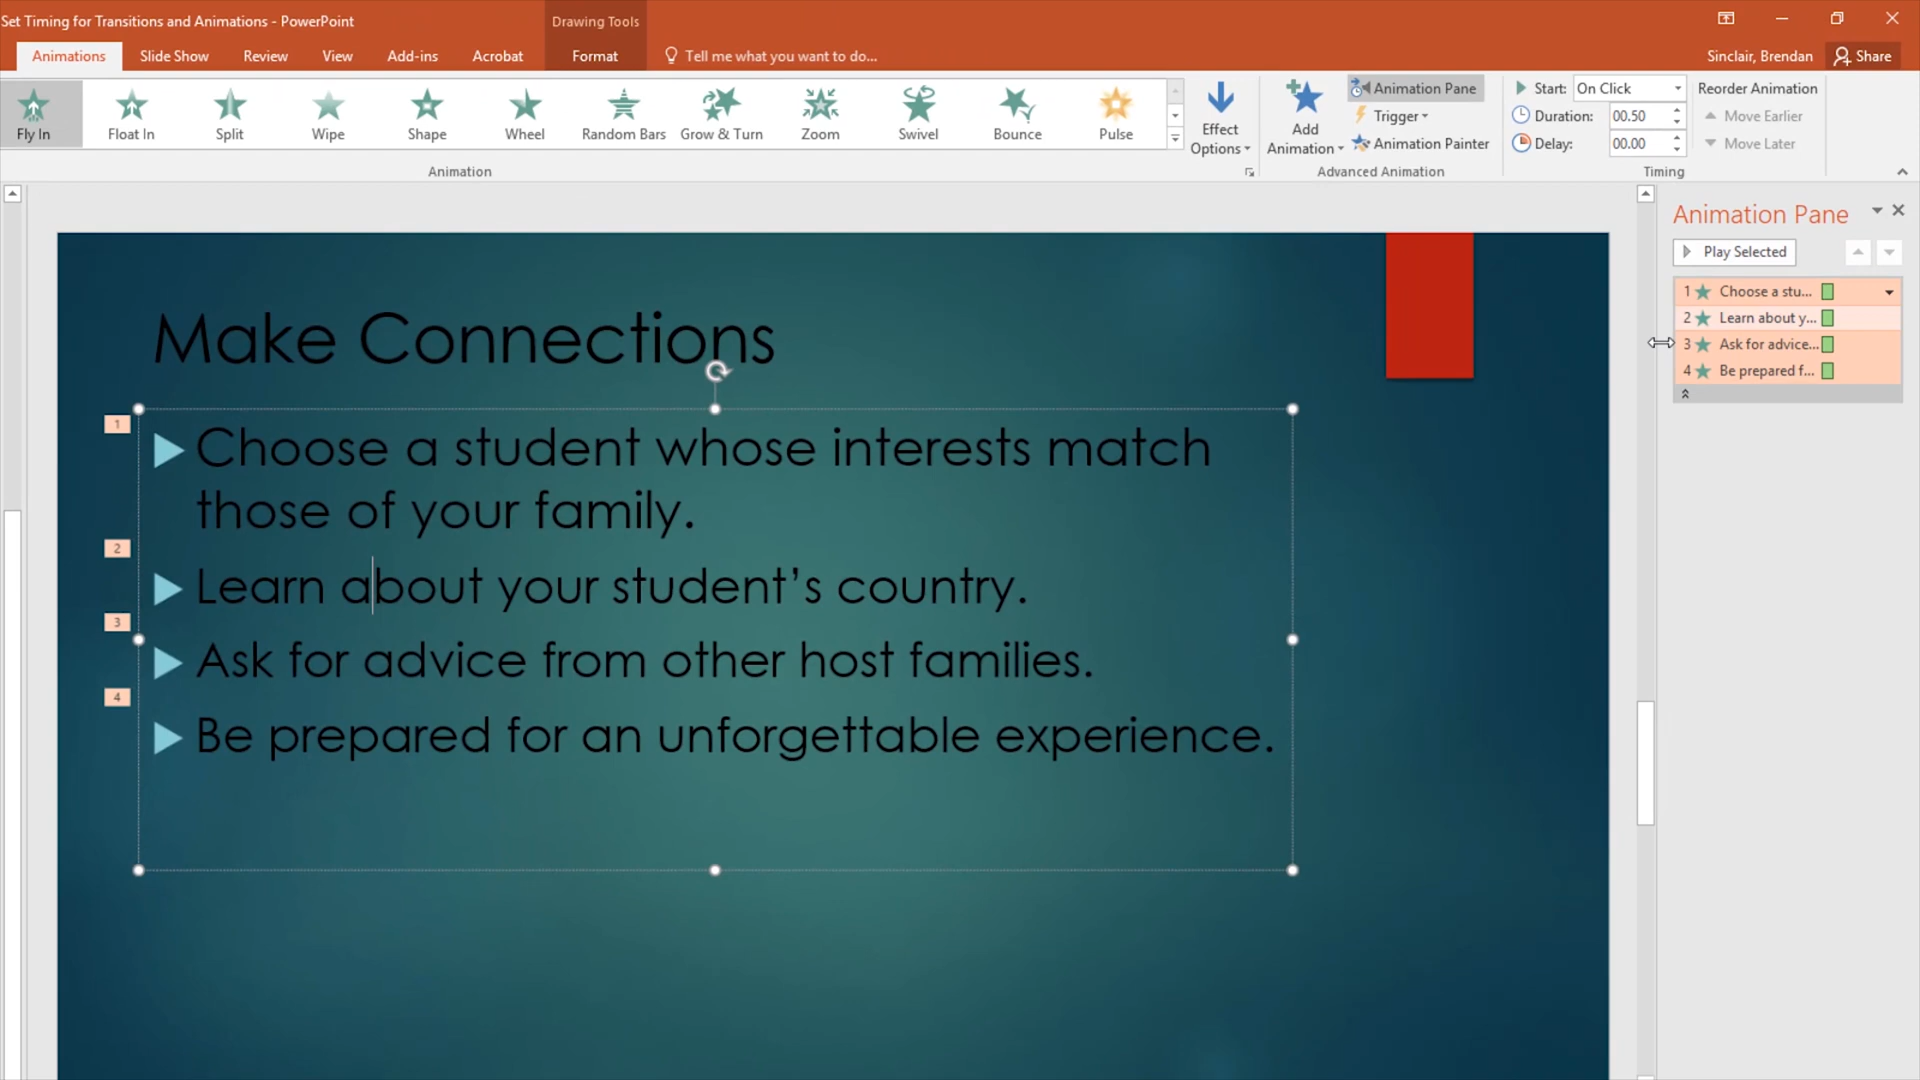 Set Timing for Transitions and Animations - PowerPoint
Drawing Tools
Animations Slide Show Review View Add-ins Acrobat Format Tell me what you want to do... Sinclair, Brendan Share
Fly In Float In Split Wipe Shape Wheel Random Bars Grow & Turn Zoom Swivel Bounce Pulse
Effect Options
Add Animation
Animation Pane
Trigger
Animation Painter
Start: On Click
Duration: 00.50
Delay: 00.00
Reorder Animation
Move Earlier
Move Later
Animation Advanced Animation Timing
Make Connections
1
Choose a student whose interests match
those of your family.
2
Learn about your student’s country.
3
Ask for advice from other host families.
4
Be prepared for an unforgettable experience.
Animation Pane
Play Selected
1 Choose a stu...
2 Learn about y...
3 Ask for advice...
4 Be prepared f...